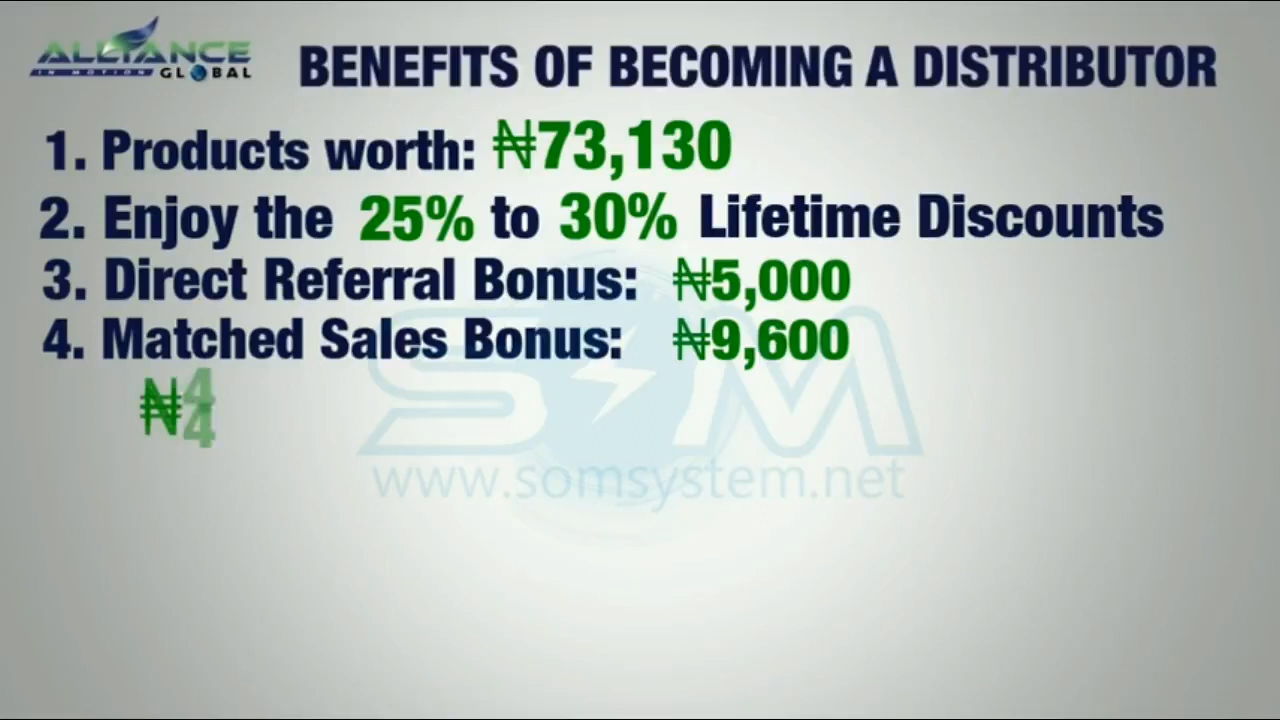 ALLIANCE
IN MOTION GLOBAL
BENEFITS OF BECOMING A DISTRIBUTOR
1. Products worth: ₦73,130
2. Enjoy the 25% to 30% Lifetime Discounts
3. Direct Referral Bonus: ₦5,000
4. Matched Sales Bonus: ₦9,600
₦
SOM
www.somsystem.net